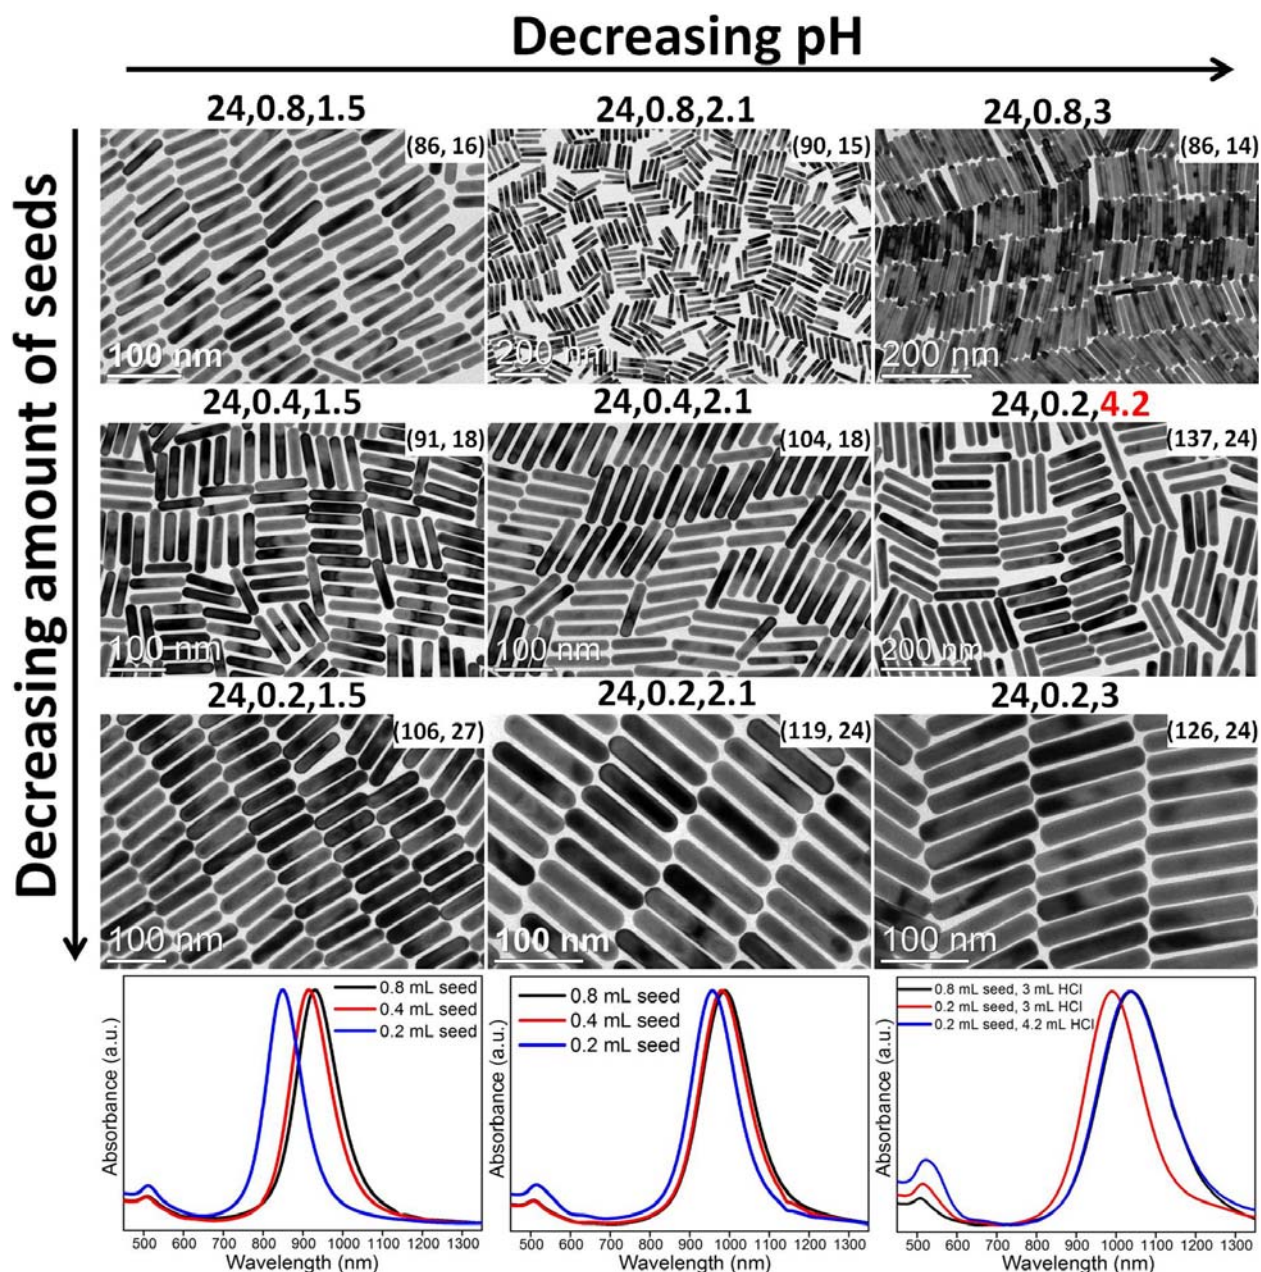 Decreasing pH
Decreasing amount of seeds
24,0.8,1.5
24,0.8,2.1
24,0.8,3
(86, 16)
(90, 15)
(86, 14)
100 nm
200 nm
200 nm
24,0.4,1.5
24,0.4,2.1
24,0.2,4.2
(91, 18)
(104, 18)
(137, 24)
100 nm
100 nm
200 nm
24,0.2,1.5
24,0.2,2.1
24,0.2,3
(106, 27)
(119, 24)
(126, 24)
100 nm
100 nm
100 nm
Absorbance (a.u.)
0.8 mL seed
0.4 mL seed
0.2 mL seed
500 600 700 800 900 1000 1100 1200 1300
Wavelength (nm)
Absorbance (a.u.)
0.8 mL seed
0.4 mL seed
0.2 mL seed
500 600 700 800 900 1000 1100 1200 1300
Wavelength (nm)
Absorbance (a.u.)
0.8 mL seed, 3 mL HCl
0.2 mL seed, 3 mL HCl
0.2 mL seed, 4.2 mL HCl
500 600 700 800 900 1000 1100 1200 1300
Wavelength (nm)